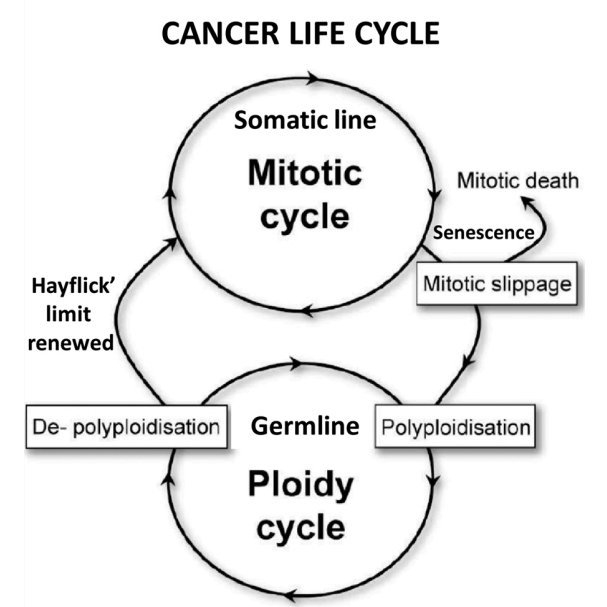 CANCER LIFE CYCLE
Somatic line
Mitotic
cycle
Mitotic death
Senescence
Mitotic slippage
Hayflick’
limit
renewed
De- polyploidisation
Germline
Polyploidisation
Ploidy
cycle